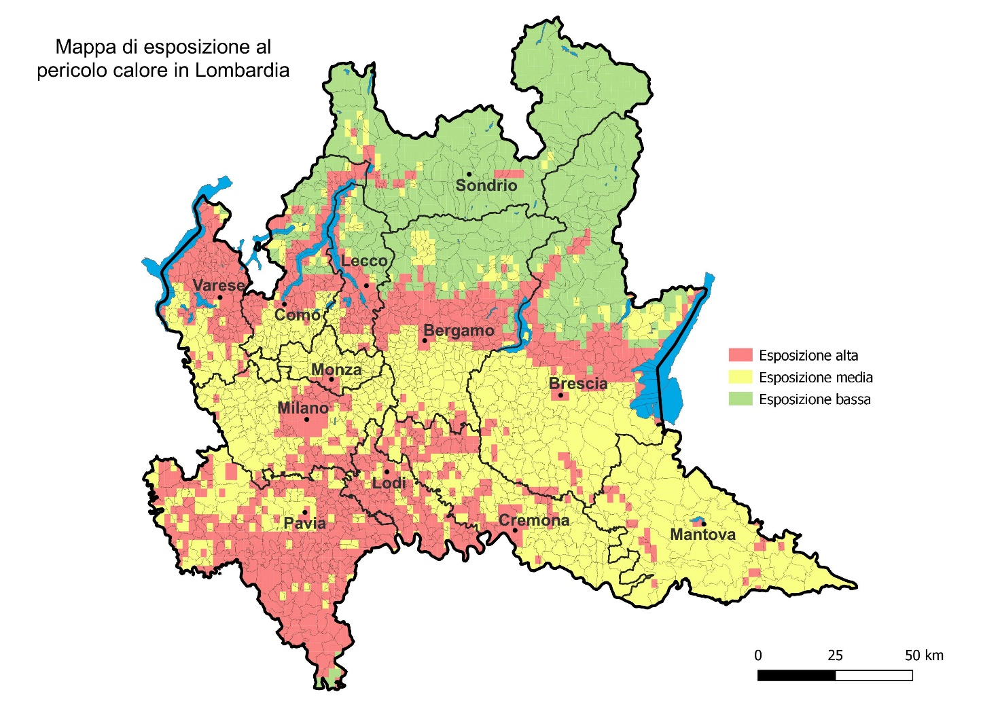 Mappa di esposizione al
pericolo calore in Lombardia
Sondrio
Lecco
Varese
Como
Bergamo
Monza
Brescia
Milano
Lodi
Pavia
Cremona
Mantova
Esposizione alta
Esposizione media
Esposizione bassa
0 25 50 km